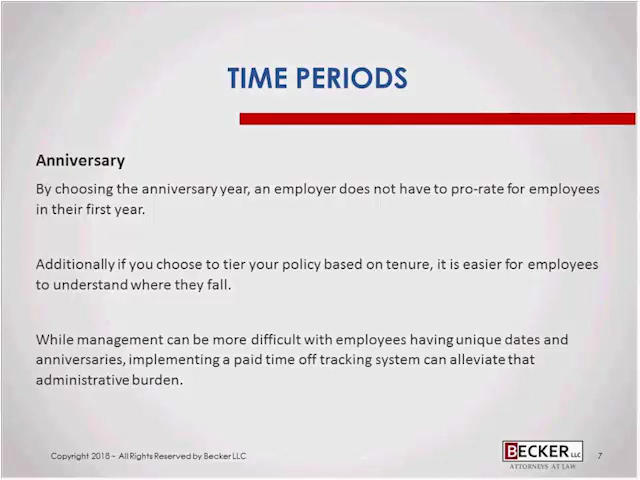 TIME PERIODS
Anniversary
By choosing the anniversary year, an employer does not have to pro-rate for employees
in their first year.
Additionally if you choose to tier your policy based on tenure, it is easier for employees
to understand where they fall.
While management can be more difficult with employees having unique dates and
anniversaries, implementing a paid time off tracking system can alleviate that
administrative burden.
Copyright 2018 – All Rights Reserved by Becker LLC
BECKER LLC
ATTORNEYS AT LAW
7